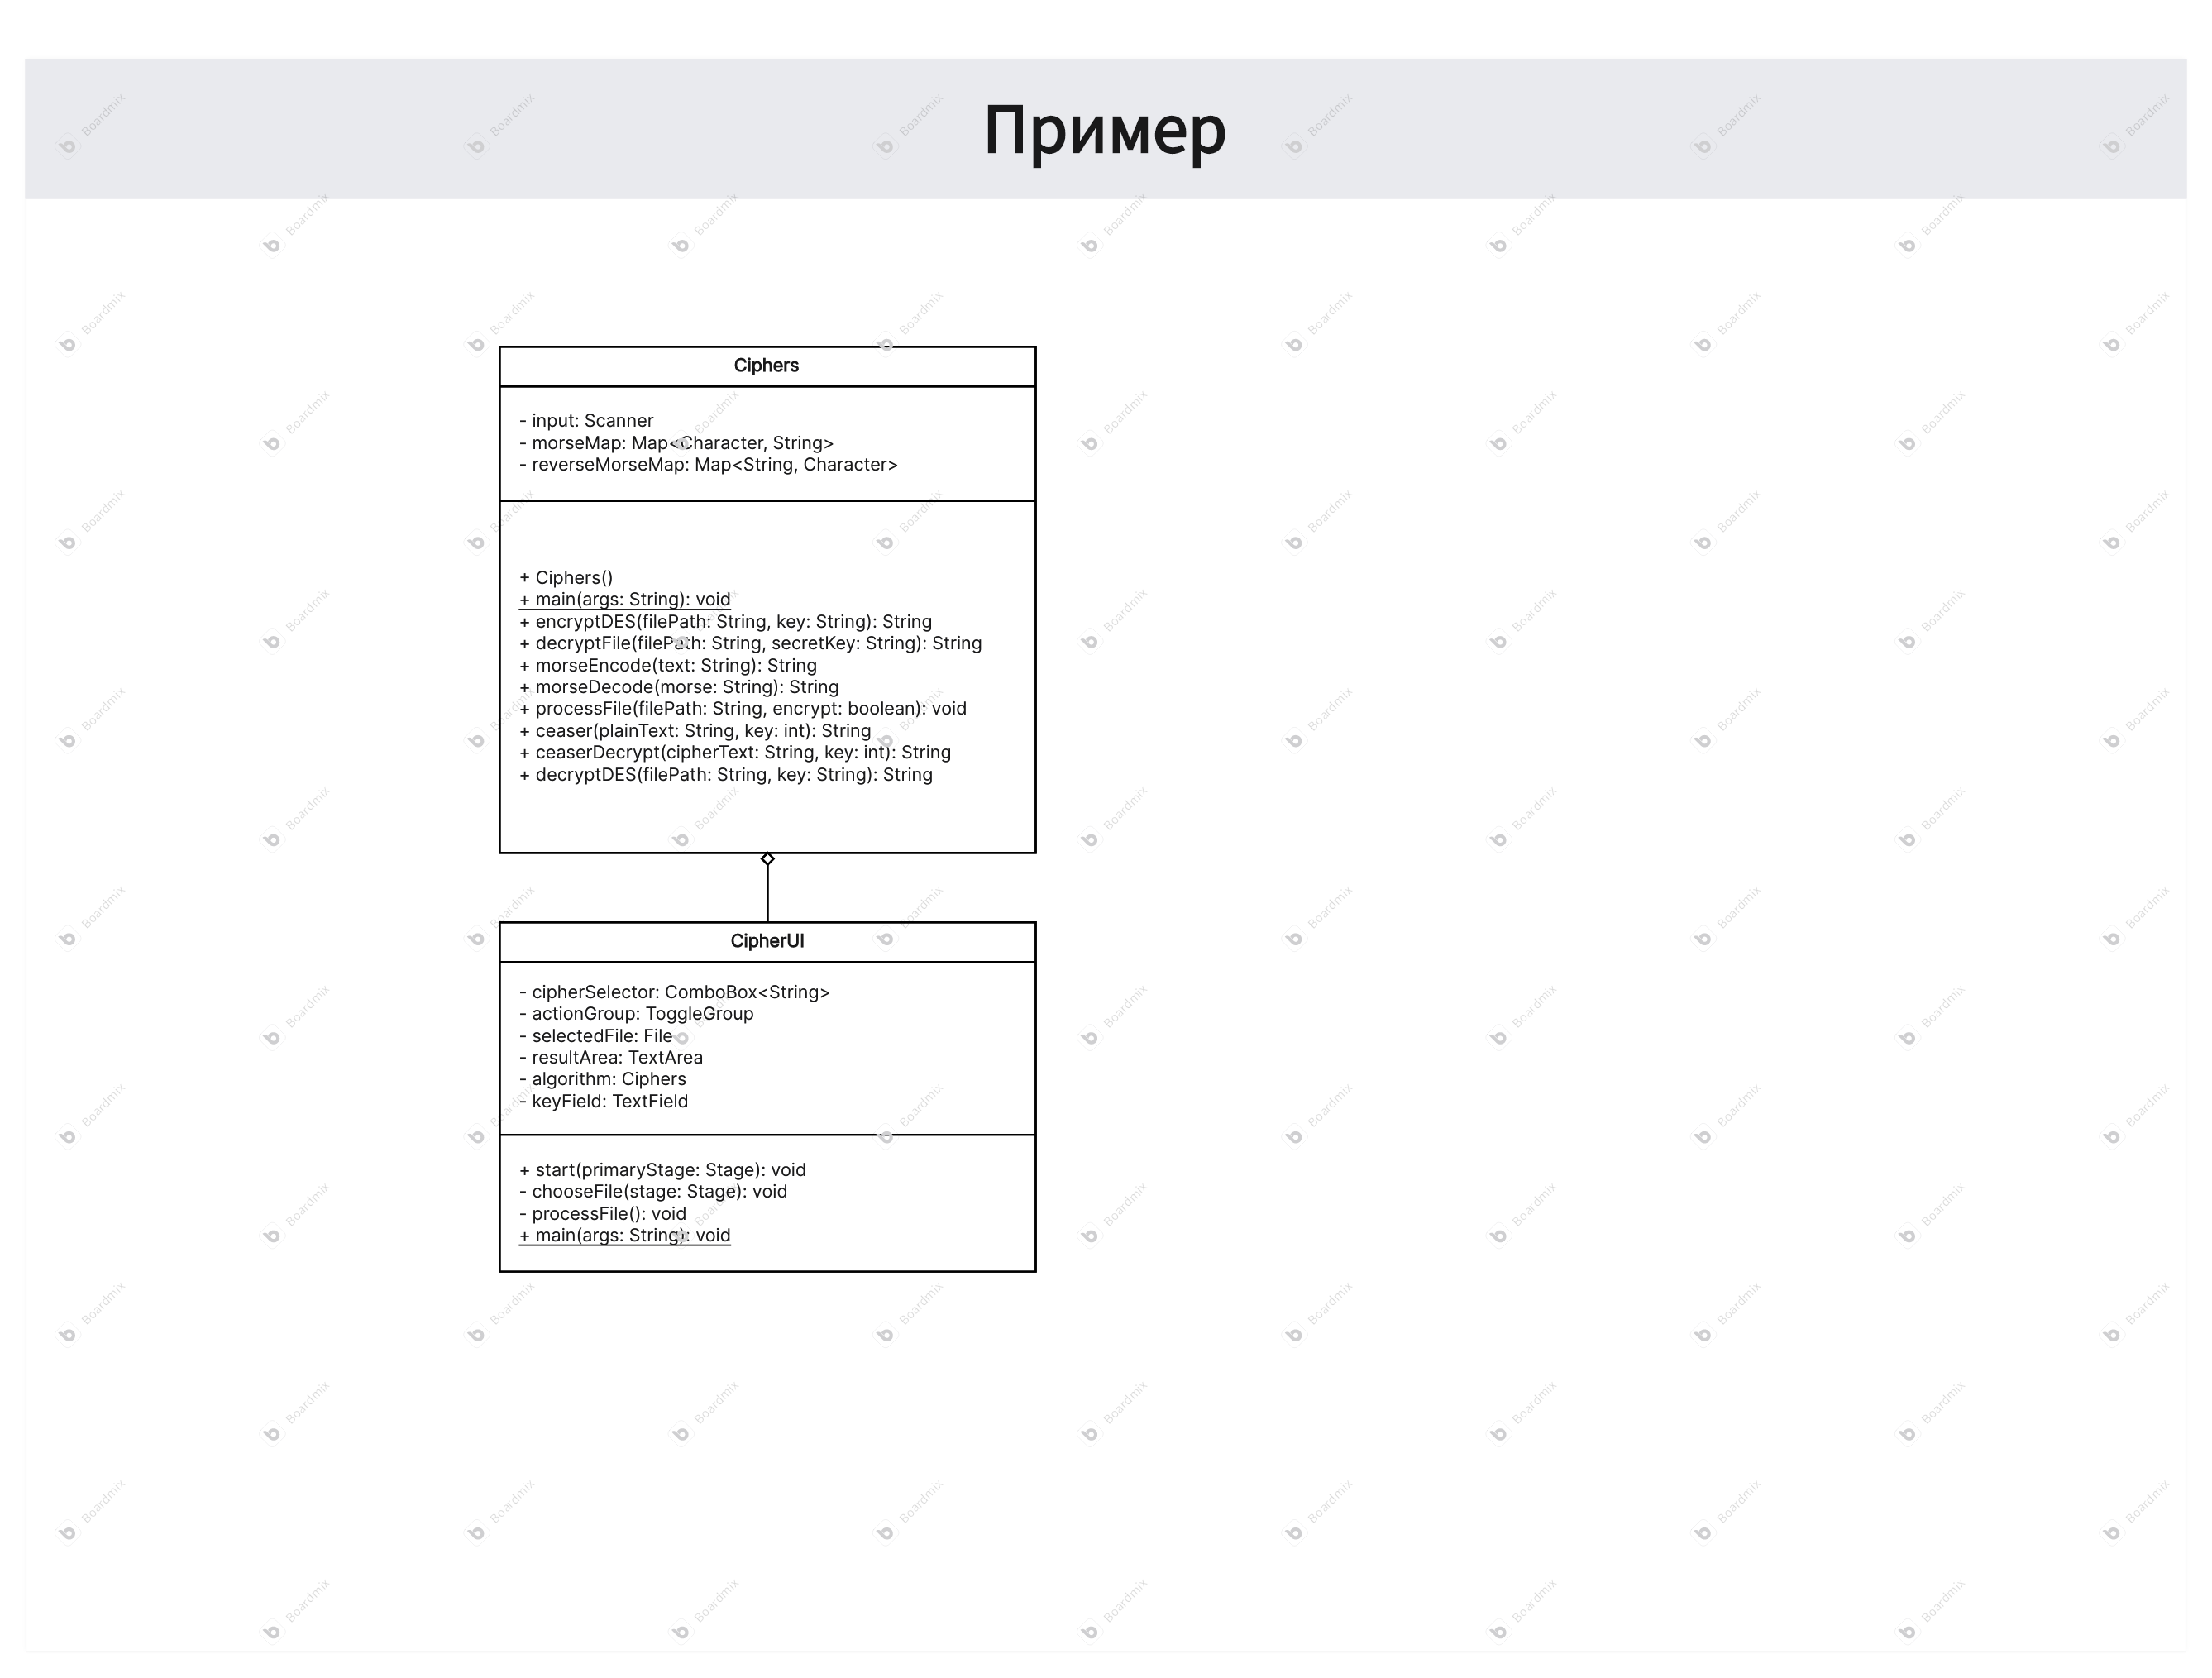 Пример
Ciphers
- input: Scanner
- morseMap: Map<Character, String>
- reverseMorseMap: Map<String, Character>
+ Ciphers()
+ main(args: String): void
+ encryptDES(filePath: String, key: String): String
+ decryptFile(filePath: String, secretKey: String): String
+ morseEncode(text: String): String
+ morseDecode(morse: String): String
+ processFile(filePath: String, encrypt: boolean): void
+ ceaser(plainText: String, key: int): String
+ ceaserDecrypt(cipherText: String, key: int): String
+ decryptDES(filePath: String, key: String): String
CipherUI
- cipherSelector: ComboBox<String>
- actionGroup: ToggleGroup
- selectedFile: File
- resultArea: TextArea
- algorithm: Ciphers
- keyField: TextField
+ start(primaryStage: Stage): void
- chooseFile(stage: Stage): void
- processFile(): void
+ main(args: String): void
Boardmix